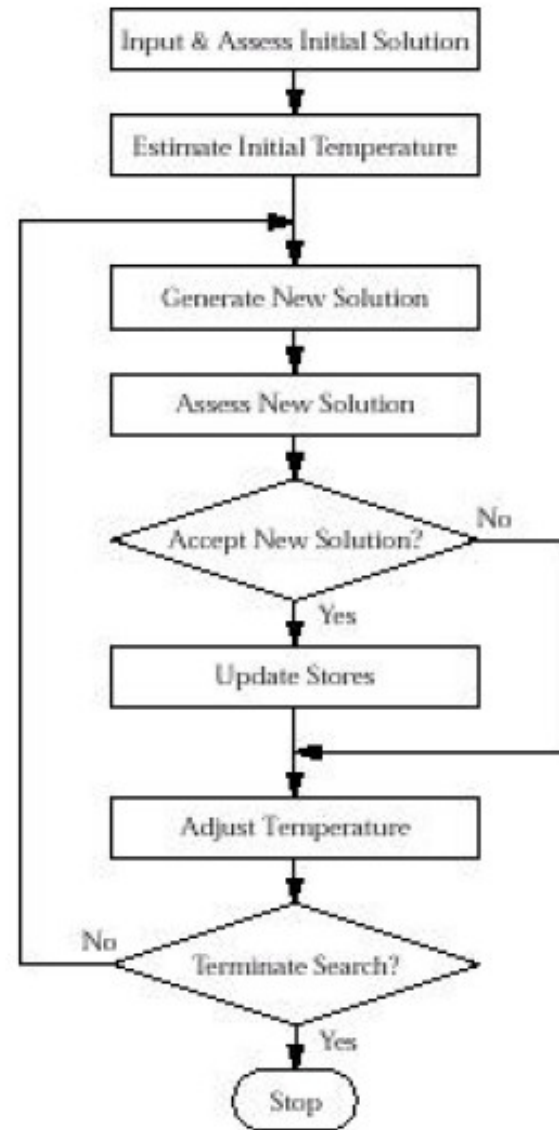 Input & Assess Initial Solution
Estimate Initial Temperature
Generate New Solution
Assess New Solution
Accept New Solution?
No
Yes
Update Stores
Adjust Temperature
Terminate Search?
No
Yes
Stop